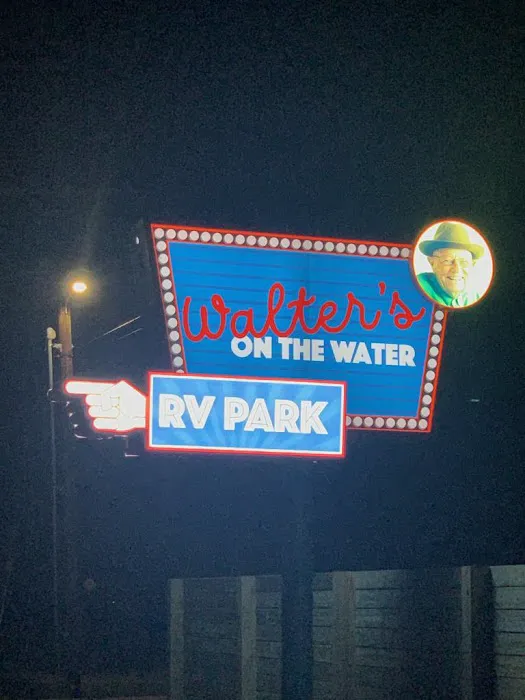 Walter's
ON THE WATER
RV PARK